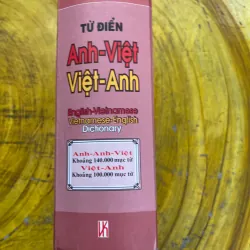 TỪ ĐIỂN
Anh-Việt
Việt-Anh
English-Vietnamese
Vietnamese-English
Dictionary
Anh-Anh-Việt
Khoảng 140.000 mục từ
Việt-Anh
Khoảng 100.000 mục từ